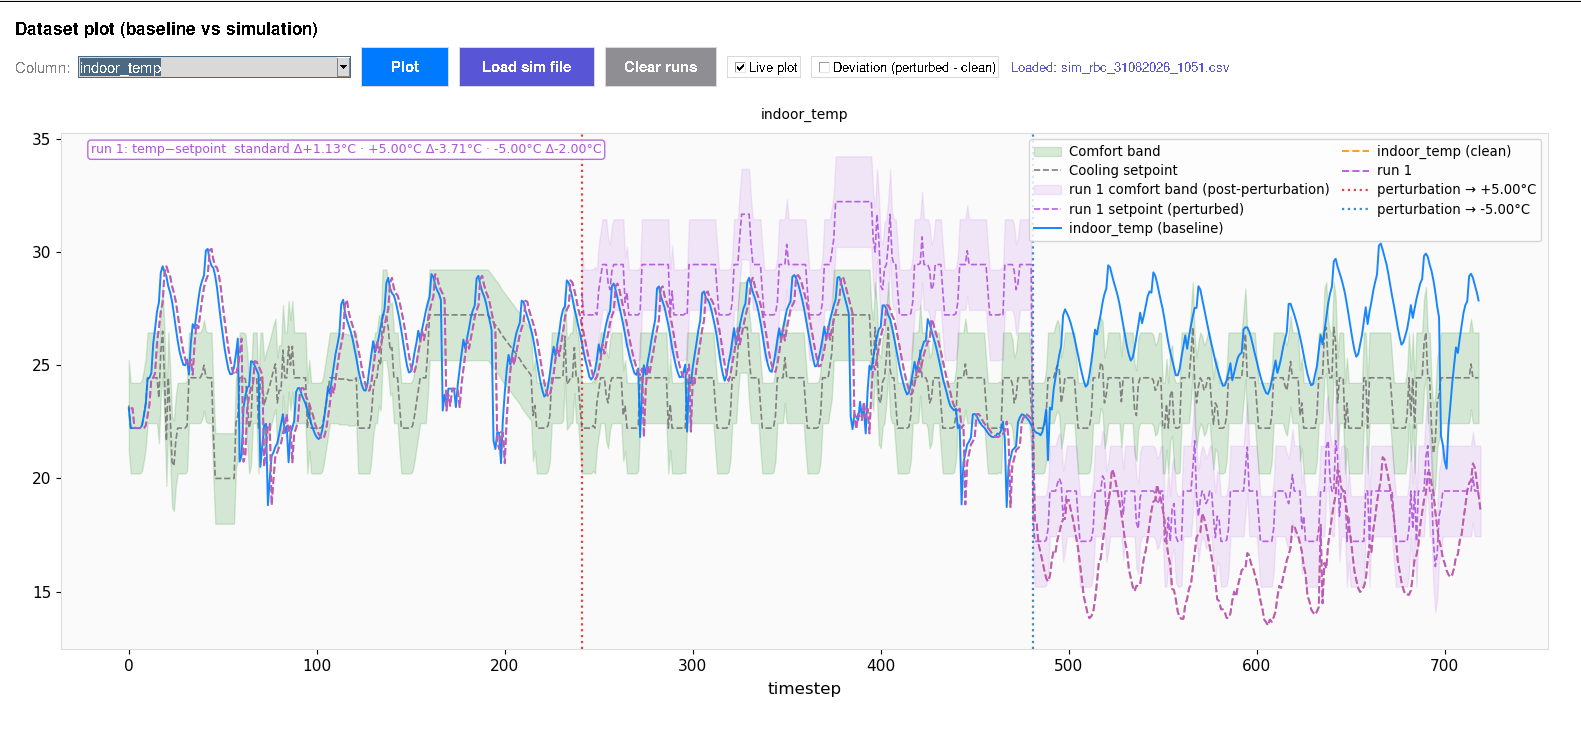 Dataset plot (baseline vs simulation)
Column: indoor_temp Plot Load sim file Clear runs Live plot Deviation (perturbed - clean) Loaded: sim_rbc_31082026_1051.csv
indoor_temp
run 1: temp−setpoint  standard Δ+1.13°C · +5.00°C Δ-3.71°C · -5.00°C Δ-2.00°C
Comfort band
Cooling setpoint
run 1 comfort band (post-perturbation)
run 1 setpoint (perturbed)
indoor_temp (baseline)
indoor_temp (clean)
run 1
perturbation → +5.00°C
perturbation → -5.00°C
35
30
25
20
15
0 100 200 300 400 500 600 700
timestep